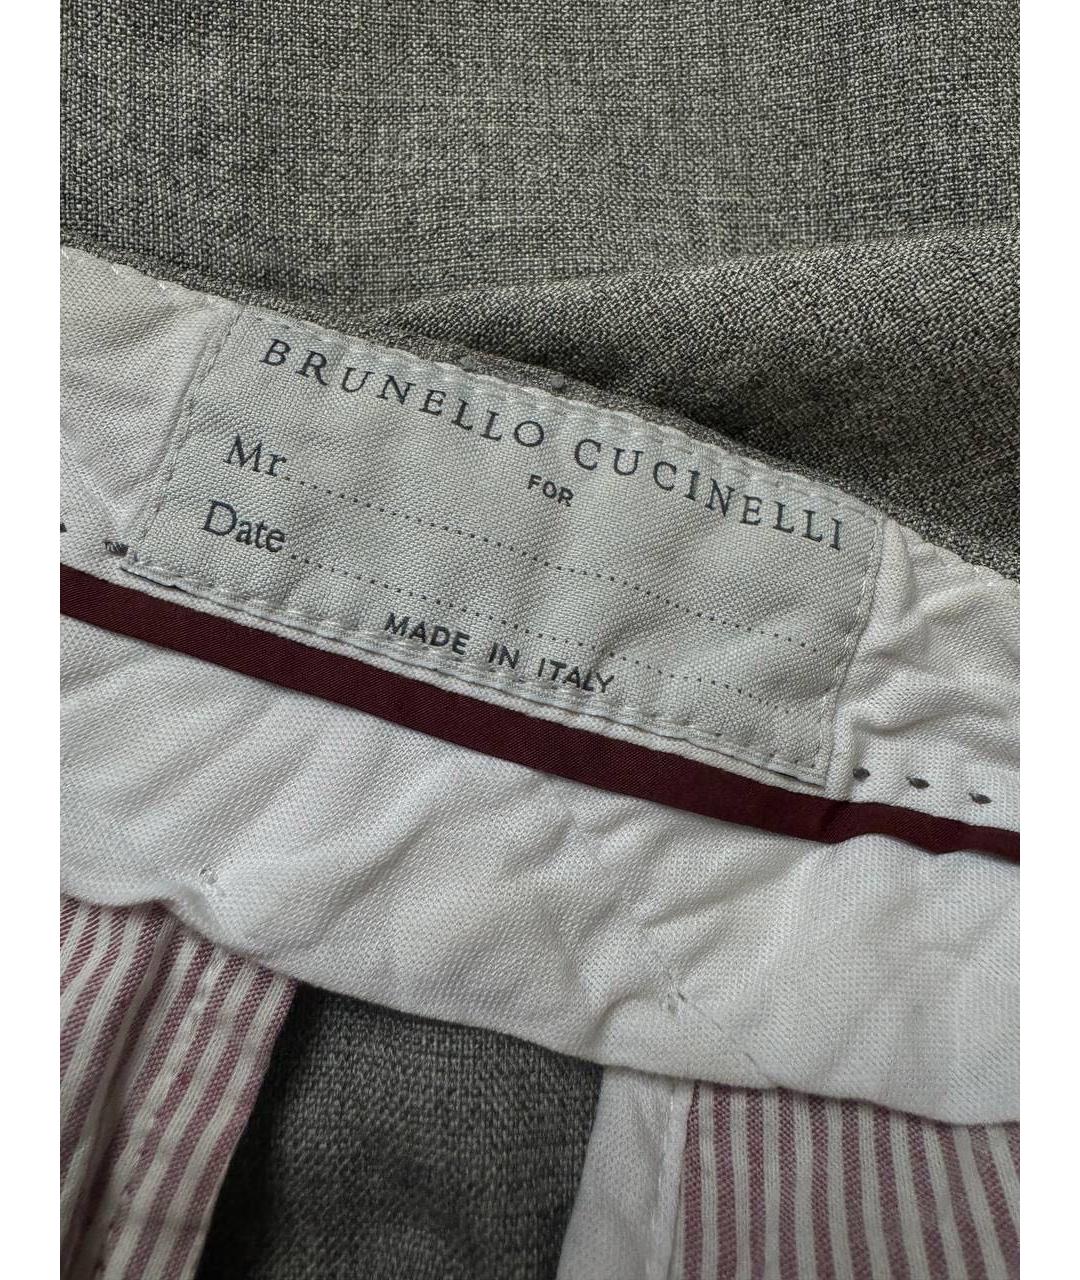 BRUNELLO CUCINELLI
FOR
Mr.............................................
Date.............................................
MADE IN ITALY